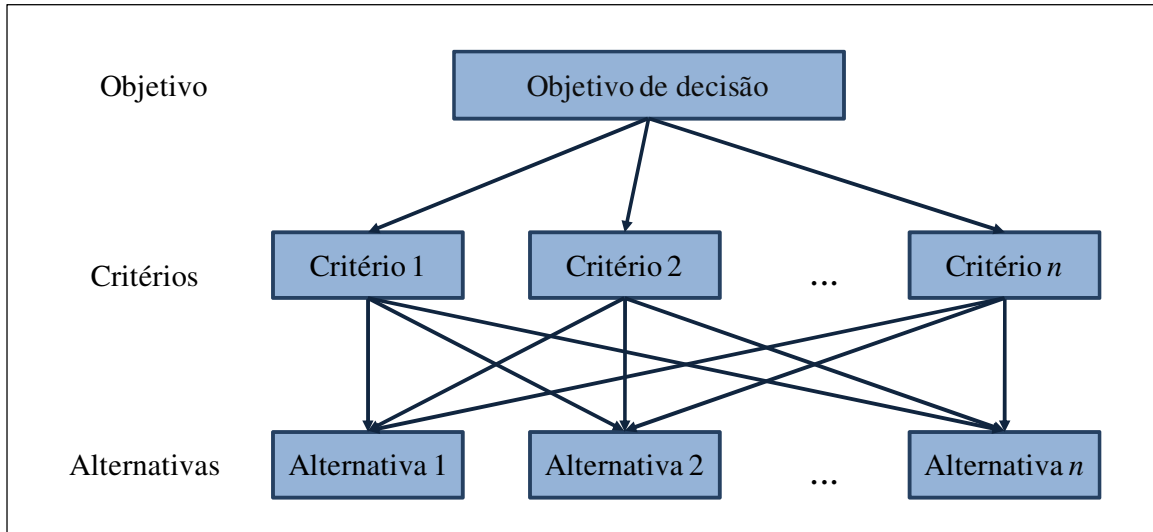 Objetivo
Objetivo de decisão
Critérios
Critério 1
Critério 2
...
Critério n
Alternativas
Alternativa 1
Alternativa 2
...
Alternativa n